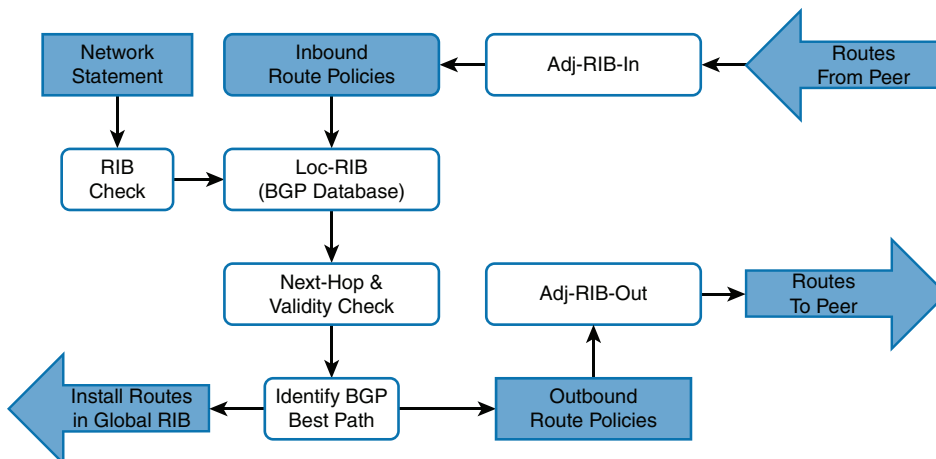 Network
Statement
Inbound
Route Policies
Adj-RIB-In
Routes
From Peer
RIB
Check
Loc-RIB
(BGP Database)
Next-Hop &
Validity Check
Adj-RIB-Out
Routes
To Peer
Install Routes
in Global RIB
Identify BGP
Best Path
Outbound
Route Policies